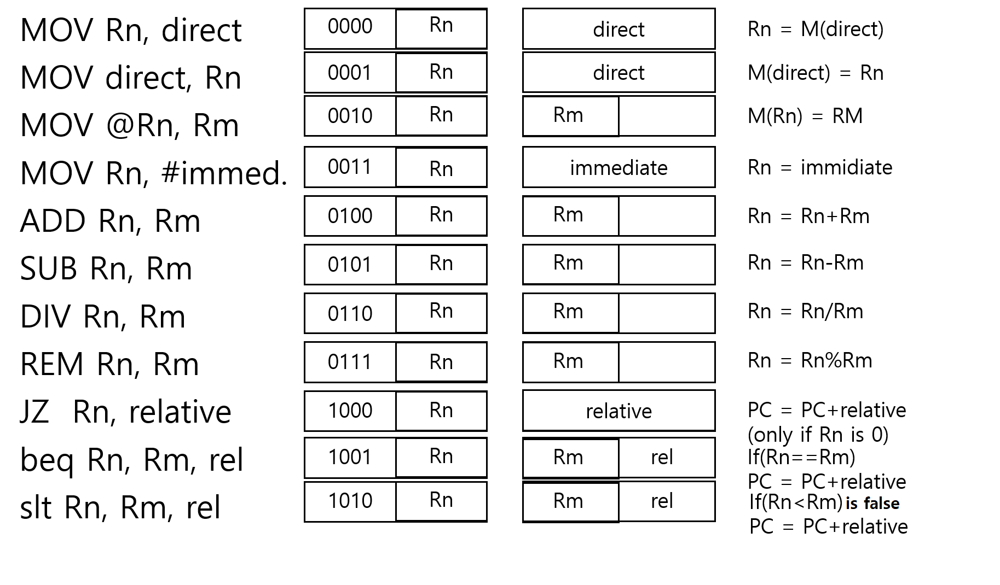 MOV Rn, direct 0000 Rn direct Rn = M(direct)
MOV direct, Rn 0001 Rn direct M(direct) = Rn
MOV @Rn, Rm 0010 Rn Rm M(Rn) = RM
MOV Rn, #immed. 0011 Rn immediate Rn = immidiate
ADD Rn, Rm 0100 Rn Rm Rn = Rn+Rm
SUB Rn, Rm 0101 Rn Rm Rn = Rn-Rm
DIV Rn, Rm 0110 Rn Rm Rn = Rn/Rm
REM Rn, Rm 0111 Rn Rm Rn = Rn%Rm
JZ Rn, relative 1000 Rn relative PC = PC+relative
(only if Rn is 0)
beq Rn, Rm, rel 1001 Rn Rm rel If(Rn==Rm)
PC = PC+relative
slt Rn, Rm, rel 1010 Rn Rm rel If(Rn<Rm) is false
PC = PC+relative